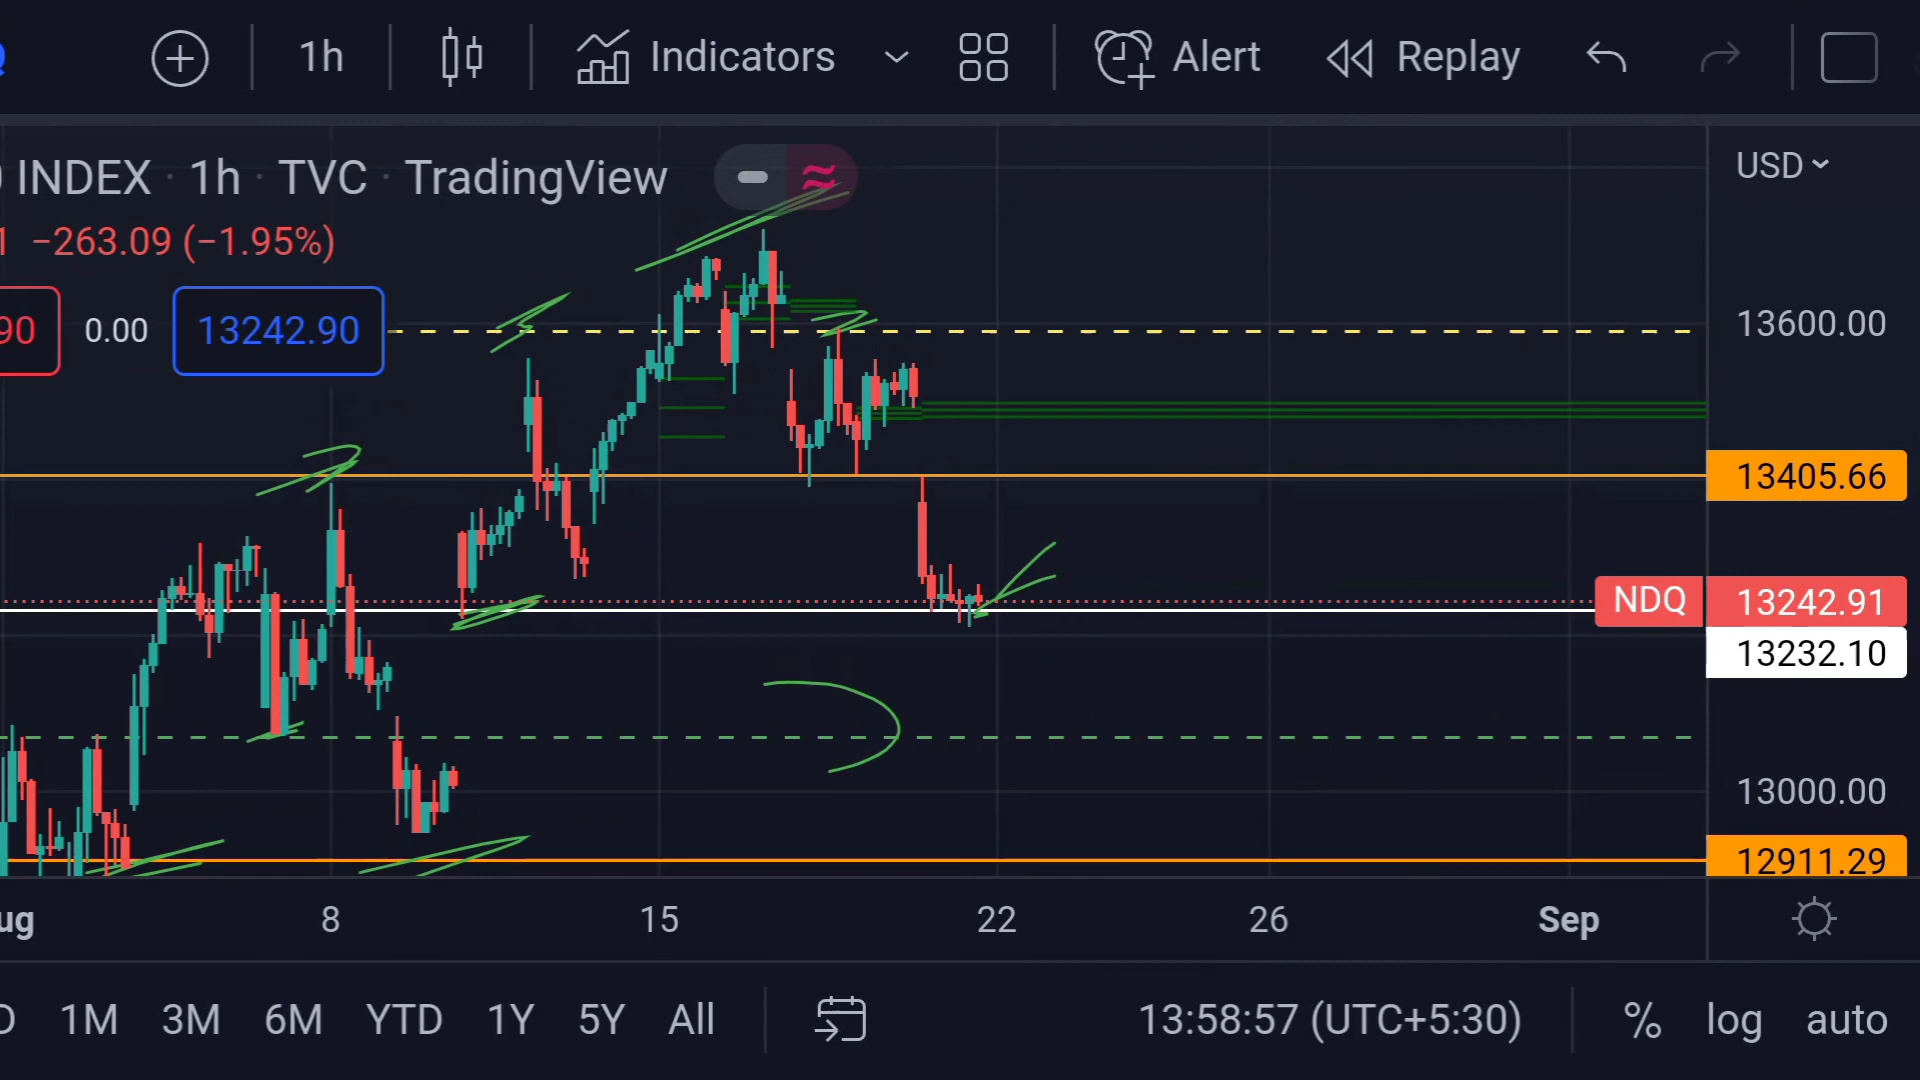 1h Indicators Alert Replay
INDEX · 1h · TVC · TradingView
USD
−263.09 (−1.95%)
90 0.00 13242.90
13600.00
13405.66
NDQ 13242.91
13232.10
13000.00
12911.29
ug 8 15 22 26 Sep
1M 3M 6M YTD 1Y 5Y All 13:58:57 (UTC+5:30) % log auto